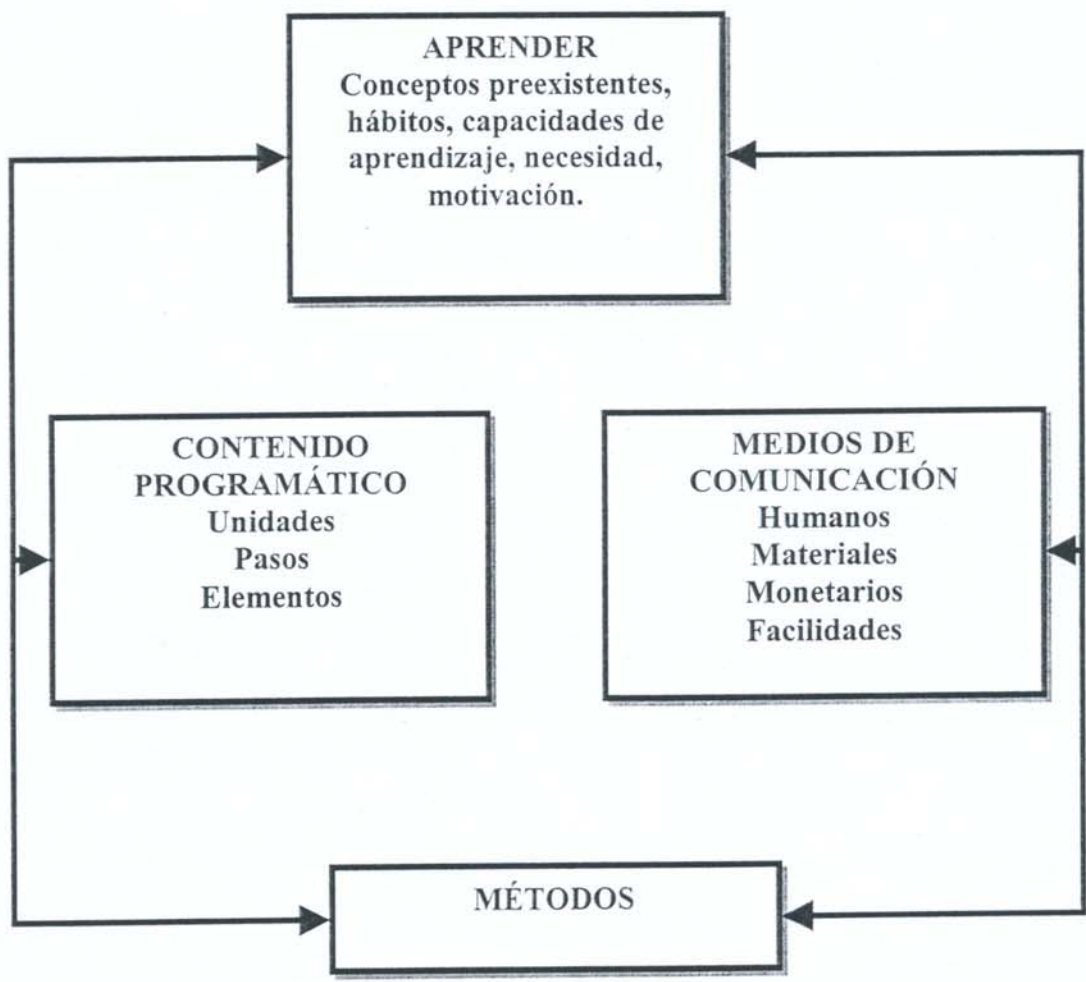 APRENDER
Conceptos preexistentes,
hábitos, capacidades de
aprendizaje, necesidad,
motivación.
CONTENIDO
PROGRAMÁTICO
Unidades
Pasos
Elementos
MEDIOS DE
COMUNICACIÓN
Humanos
Materiales
Monetarios
Facilidades
MÉTODOS